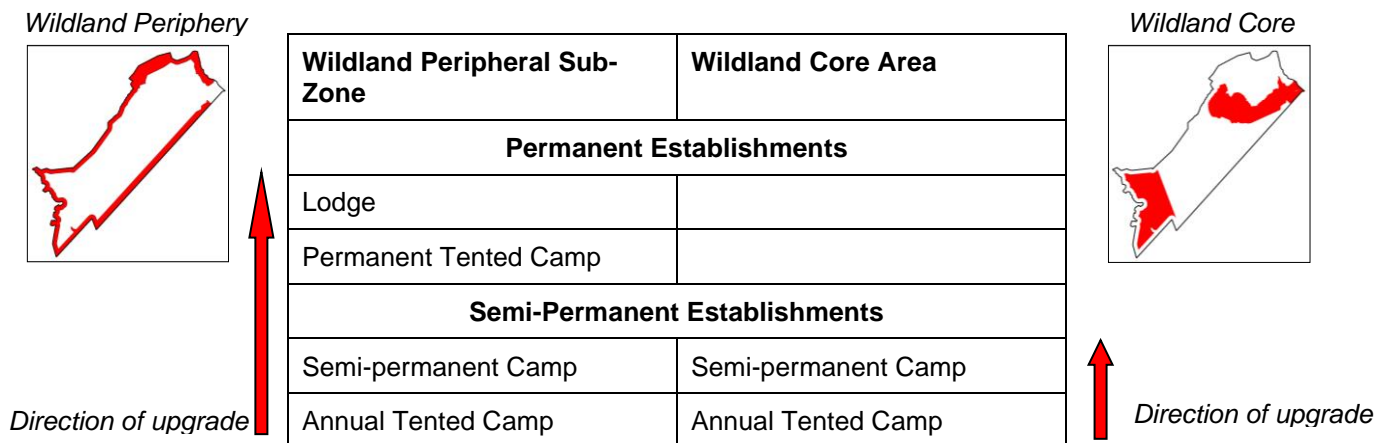 Wildland Periphery
Wildland Core
Wildland Peripheral Sub-
Zone
Wildland Core Area
Permanent Establishments
Lodge
Permanent Tented Camp
Semi-Permanent Establishments
Semi-permanent Camp
Semi-permanent Camp
Annual Tented Camp
Annual Tented Camp
Direction of upgrade
Direction of upgrade